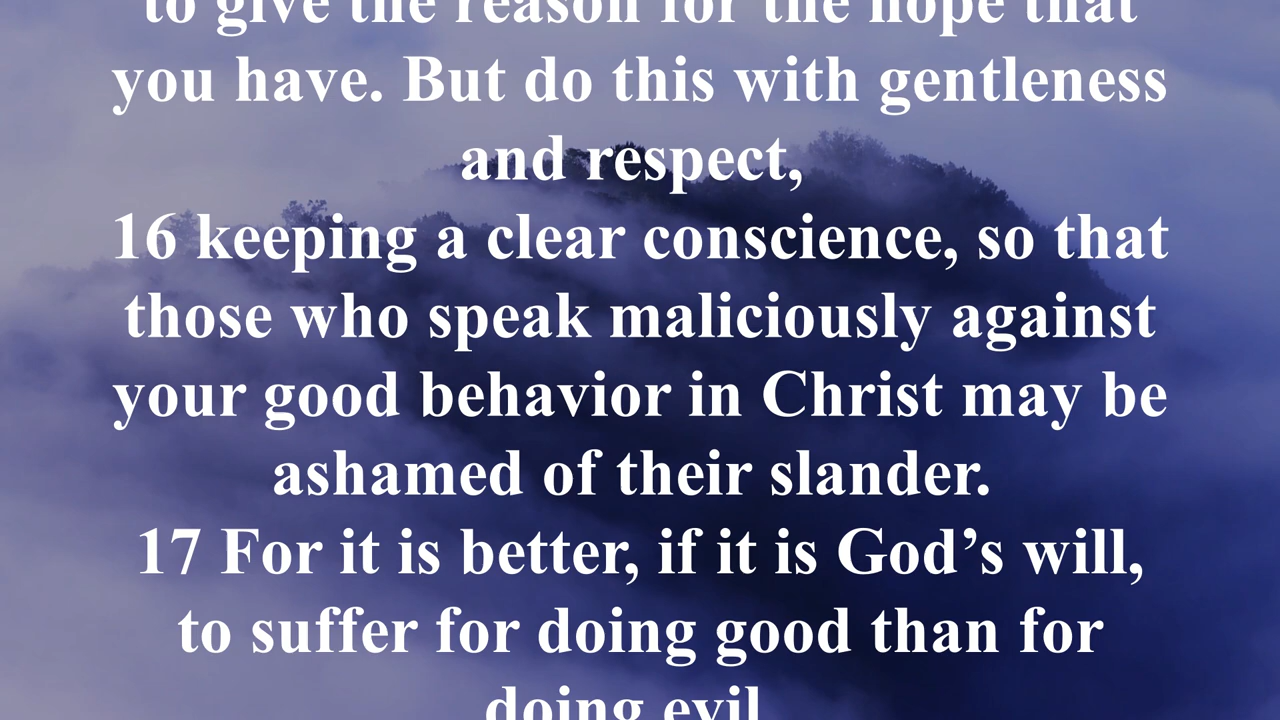 to give the reason for the hope that
you have. But do this with gentleness
and respect,
16 keeping a clear conscience, so that
those who speak maliciously against
your good behavior in Christ may be
ashamed of their slander.
17 For it is better, if it is God’s will,
to suffer for doing good than for
doing evil